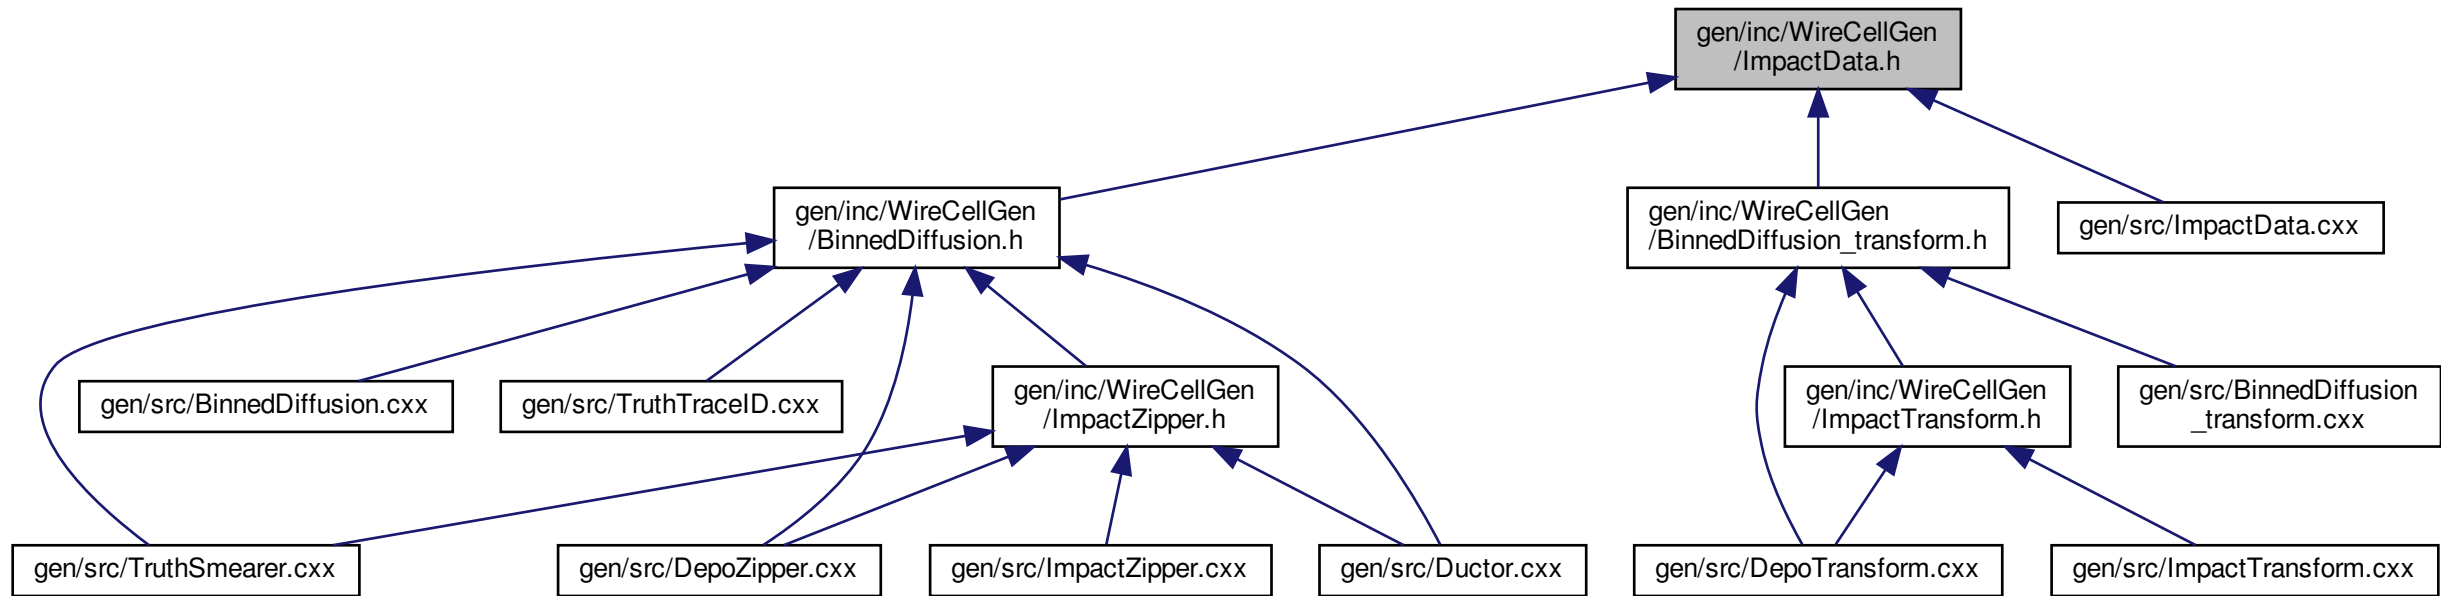 gen/inc/WireCellGen
/ImpactData.h
gen/inc/WireCellGen
/BinnedDiffusion.h
gen/inc/WireCellGen
/BinnedDiffusion_transform.h
gen/src/ImpactData.cxx
gen/src/BinnedDiffusion.cxx
gen/src/TruthTraceID.cxx
gen/inc/WireCellGen
/ImpactZipper.h
gen/inc/WireCellGen
/ImpactTransform.h
gen/src/BinnedDiffusion
_transform.cxx
gen/src/TruthSmearer.cxx
gen/src/DepoZipper.cxx
gen/src/ImpactZipper.cxx
gen/src/Ductor.cxx
gen/src/DepoTransform.cxx
gen/src/ImpactTransform.cxx